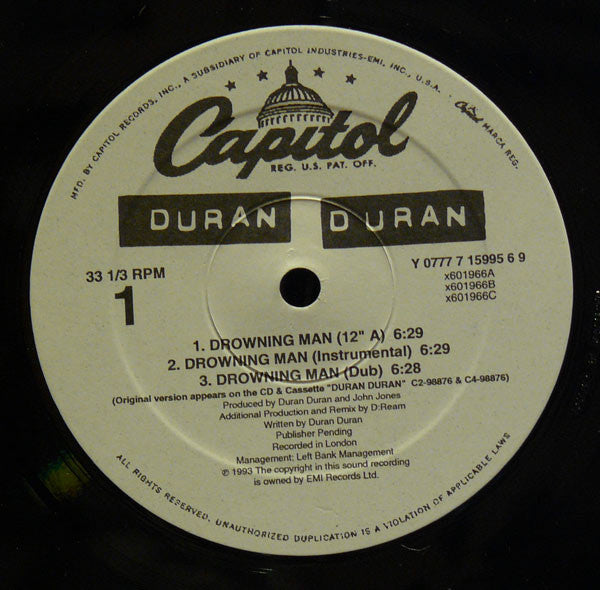 MFD. BY CAPITOL RECORDS, INC., A SUBSIDIARY OF CAPITOL INDUSTRIES-EMI, INC., U.S.A. Capitol MARCA REG.
Capitol
REG. U.S. PAT. OFF.
DURAN DURAN
33 1/3 RPM
1
Y 0777 7 15995 6 9
x601966A
x601966B
x601966C
1. DROWNING MAN (12" A) 6:29
2. DROWNING MAN (Instrumental) 6:29
3. DROWNING MAN (Dub) 6:28
(Original version appears on the CD & Cassette "DURAN DURAN" C2-98876 & C4-98876)
Produced by Duran Duran and John Jones
Additional Production and Remix by D:Ream
Written by Duran Duran
Publisher Pending
Recorded in London
Management: Left Bank Management
℗ 1993 The copyright in this sound recording
is owned by EMI Records Ltd.
ALL RIGHTS RESERVED. UNAUTHORIZED DUPLICATION IS A VIOLATION OF APPLICABLE LAWS